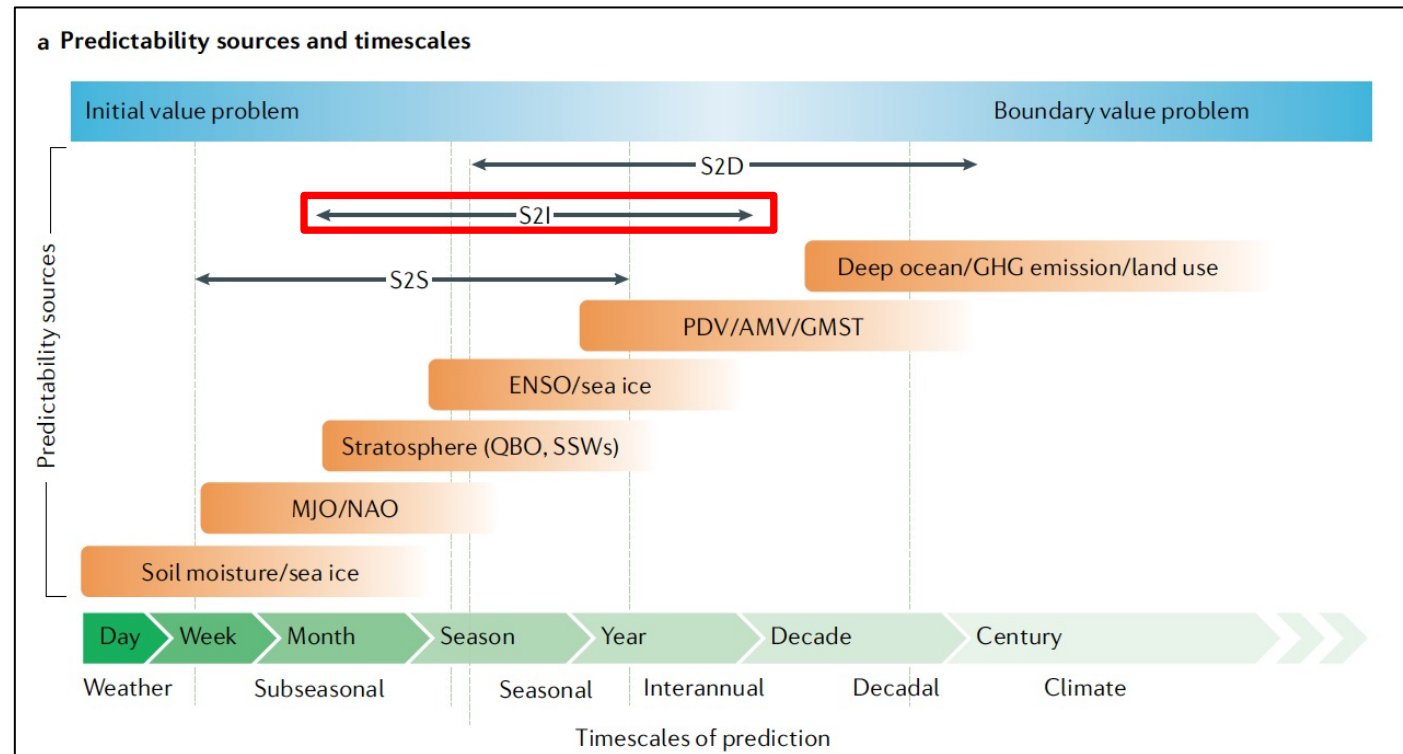 a Predictability sources and timescales
Initial value problem
Boundary value problem
S2D
S2I
S2S
Predictability sources
Deep ocean/GHG emission/land use
PDV/AMV/GMST
ENSO/sea ice
Stratosphere (QBO, SSWs)
MJO/NAO
Soil moisture/sea ice
Day Week Month Season Year Decade Century
Weather Subseasonal Seasonal Interannual Decadal Climate
Timescales of prediction